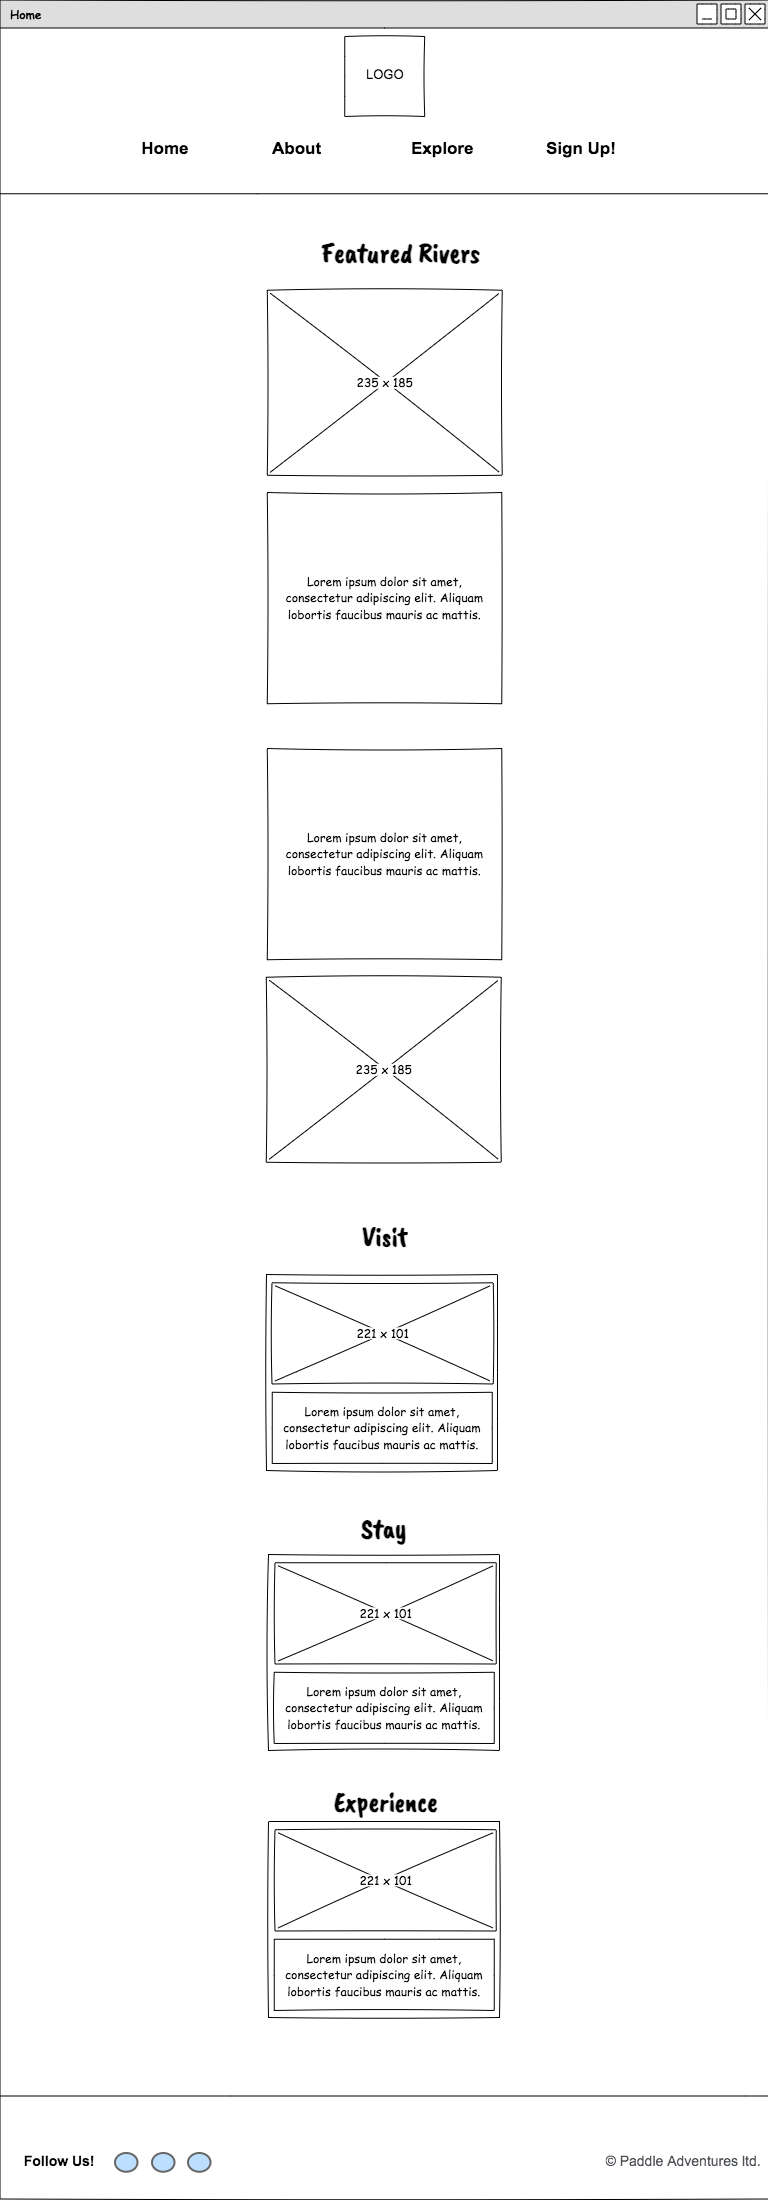 Home
LOGO
Home About Explore Sign Up!
Featured Rivers
235 x 185
Lorem ipsum dolor sit amet,
consectetur adipiscing elit. Aliquam
lobortis faucibus mauris ac mattis.
Lorem ipsum dolor sit amet,
consectetur adipiscing elit. Aliquam
lobortis faucibus mauris ac mattis.
235 x 185
Visit
221 x 101
Lorem ipsum dolor sit amet,
consectetur adipiscing elit. Aliquam
lobortis faucibus mauris ac mattis.
Stay
221 x 101
Lorem ipsum dolor sit amet,
consectetur adipiscing elit. Aliquam
lobortis faucibus mauris ac mattis.
Experience
221 x 101
Lorem ipsum dolor sit amet,
consectetur adipiscing elit. Aliquam
lobortis faucibus mauris ac mattis.
Follow Us! © Paddle Adventures ltd.